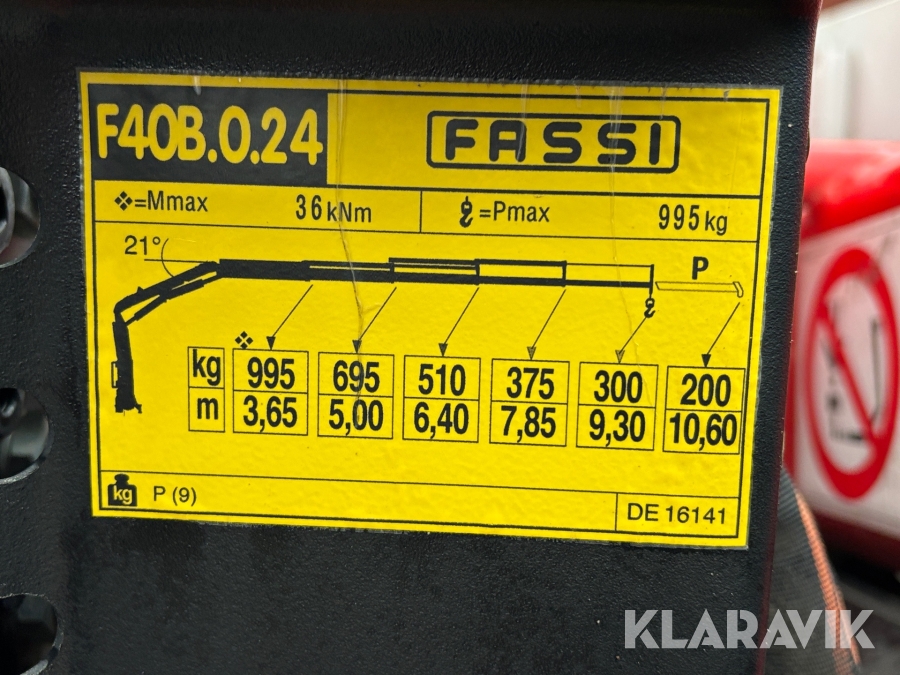 F40B.0.24
FASSI
=Mmax 36kNm
=Pmax 995kg
21°
P
kg 995 695 510 375 300 200
m 3,65 5,00 6,40 7,85 9,30 10,60
kg P (9)
DE 16141
KLARAVIK